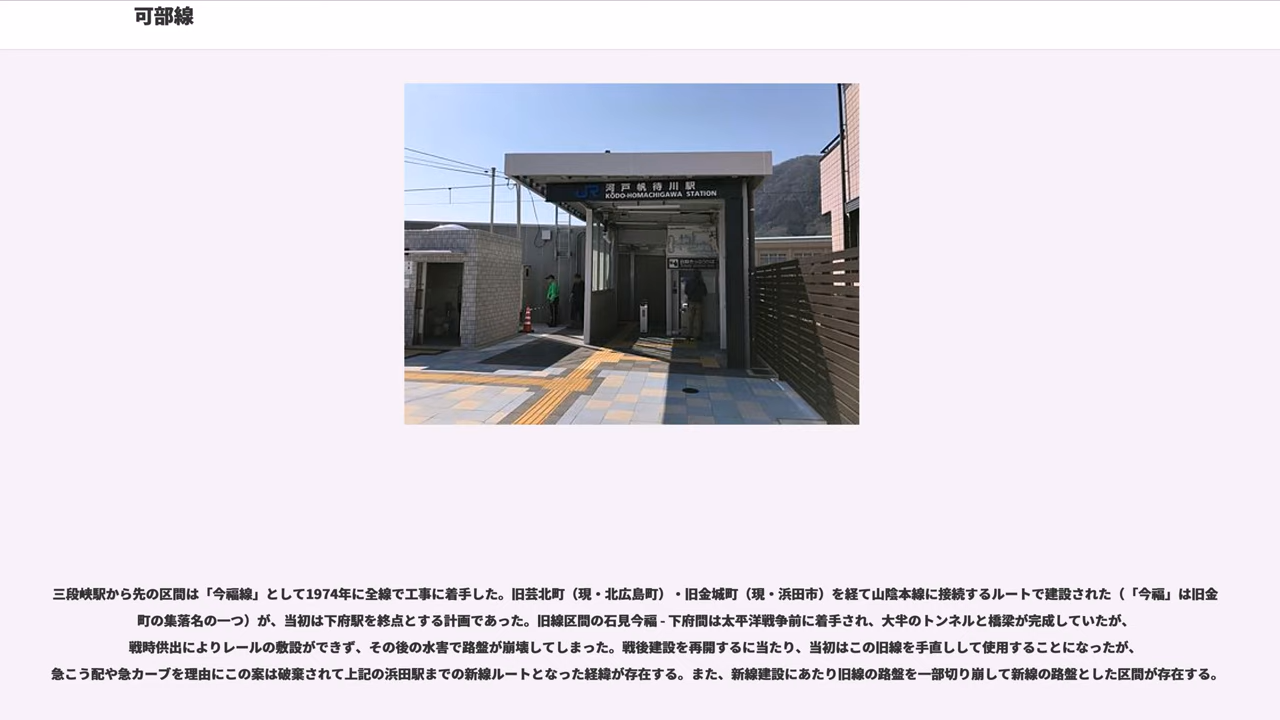 可部線
JR 河戸帆待川駅
KŌDO-HOMACHIGAWA STATION
三段峡駅から先の区間は「今福線」として1974年に全線で工事に着手した。旧芸北町（現・北広島町）・旧金城町（現・浜田市）を経て山陰本線に接続するルートで建設された（「今福」は旧金
町の集落名の一つ）が、当初は下府駅を終点とする計画であった。旧線区間の石見今福 - 下府間は太平洋戦争前に着手され、大半のトンネルと橋梁が完成していたが、
戦時供出によりレールの敷設ができず、その後の水害で路盤が崩壊してしまった。戦後建設を再開するに当たり、当初はこの旧線を手直しして使用することになったが、
急こう配や急カーブを理由にこの案は破棄されて上記の浜田駅までの新線ルートとなった経緯が存在する。また、新線建設にあたり旧線の路盤を一部切り崩して新線の路盤とした区間が存在する。